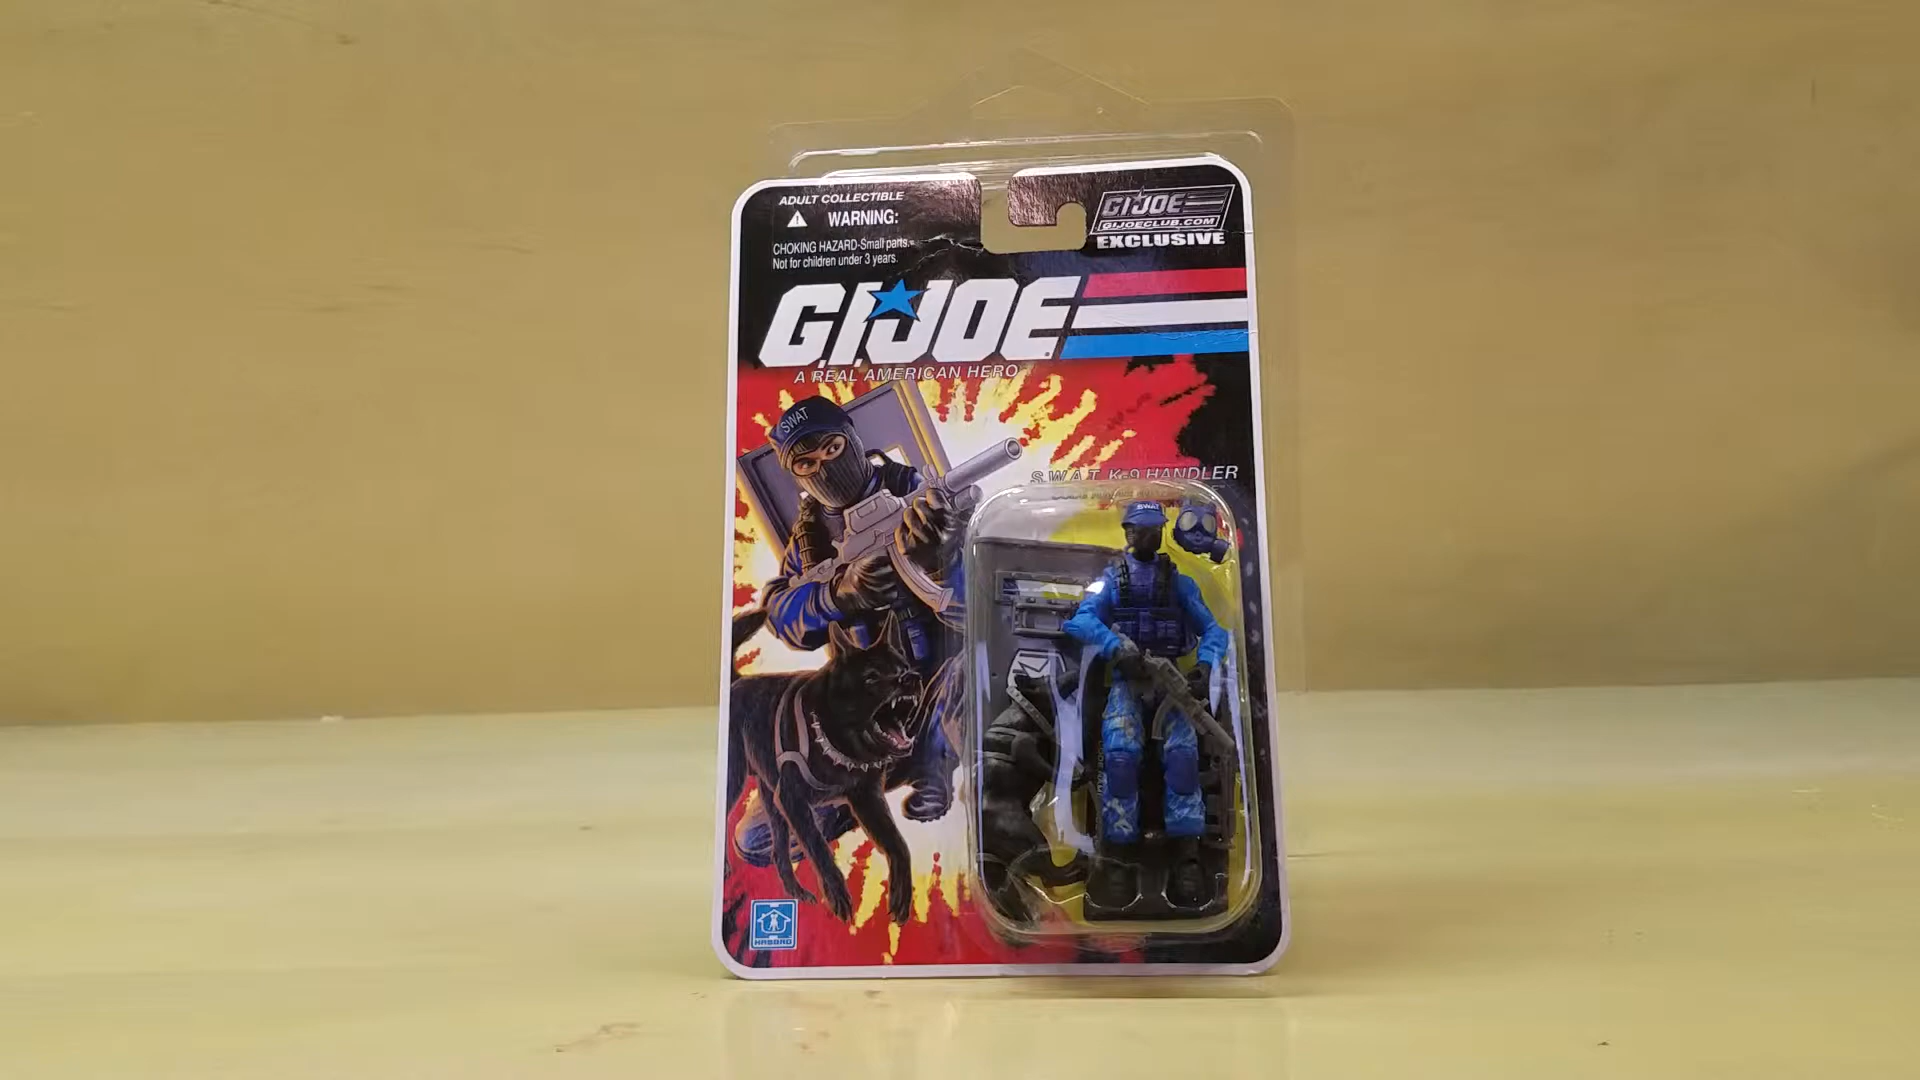 ADULT COLLECTIBLE
WARNING:
CHOKING HAZARD-Small parts.
Not for children under 3 years.
G.I.JOE
GIJOECLUB.COM
EXCLUSIVE
G.I.JOE
A REAL AMERICAN HERO
SWAT
S.W.A.T. K-9 HANDLER
SWAT
HASBRO